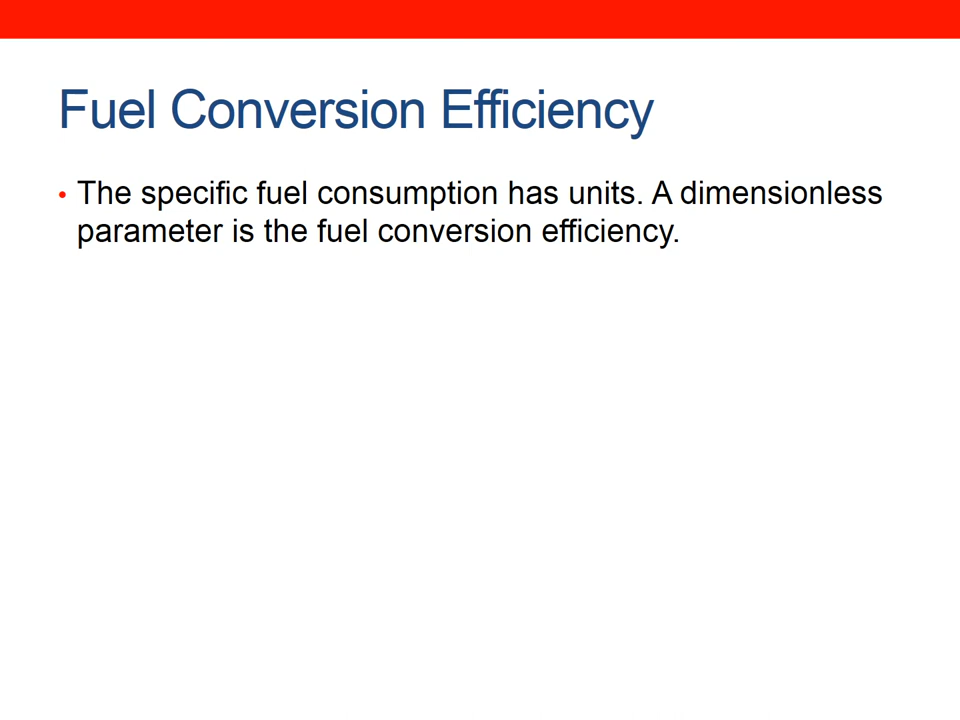 Fuel Conversion Efficiency
• The specific fuel consumption has units. A dimensionless
parameter is the fuel conversion efficiency.